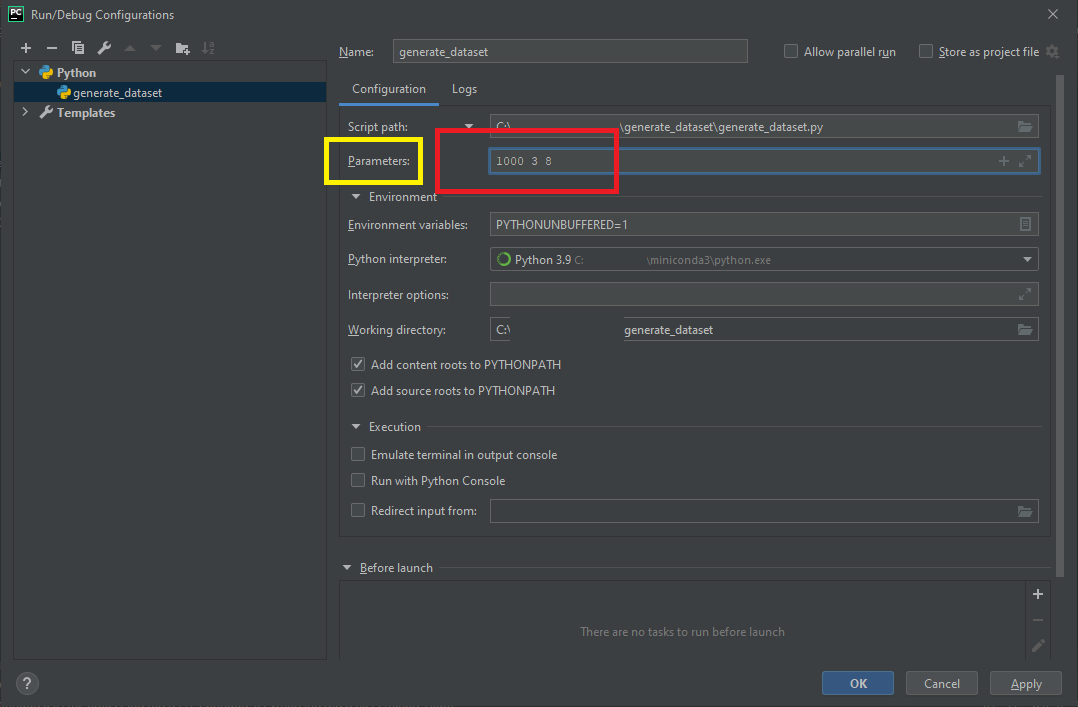 PC Run/Debug Configurations
Python
generate_dataset
Templates
Name: generate_dataset
Allow parallel run
Store as project file
Configuration Logs
Script path: C:\ \generate_dataset\generate_dataset.py
Parameters: 1000 3 8
Environment
Environment variables: PYTHONUNBUFFERED=1
Python interpreter: Python 3.9 C: \miniconda3\python.exe
Interpreter options:
Working directory: C:\ generate_dataset
Add content roots to PYTHONPATH
Add source roots to PYTHONPATH
Execution
Emulate terminal in output console
Run with Python Console
Redirect input from:
Before launch
There are no tasks to run before launch
? OK Cancel Apply